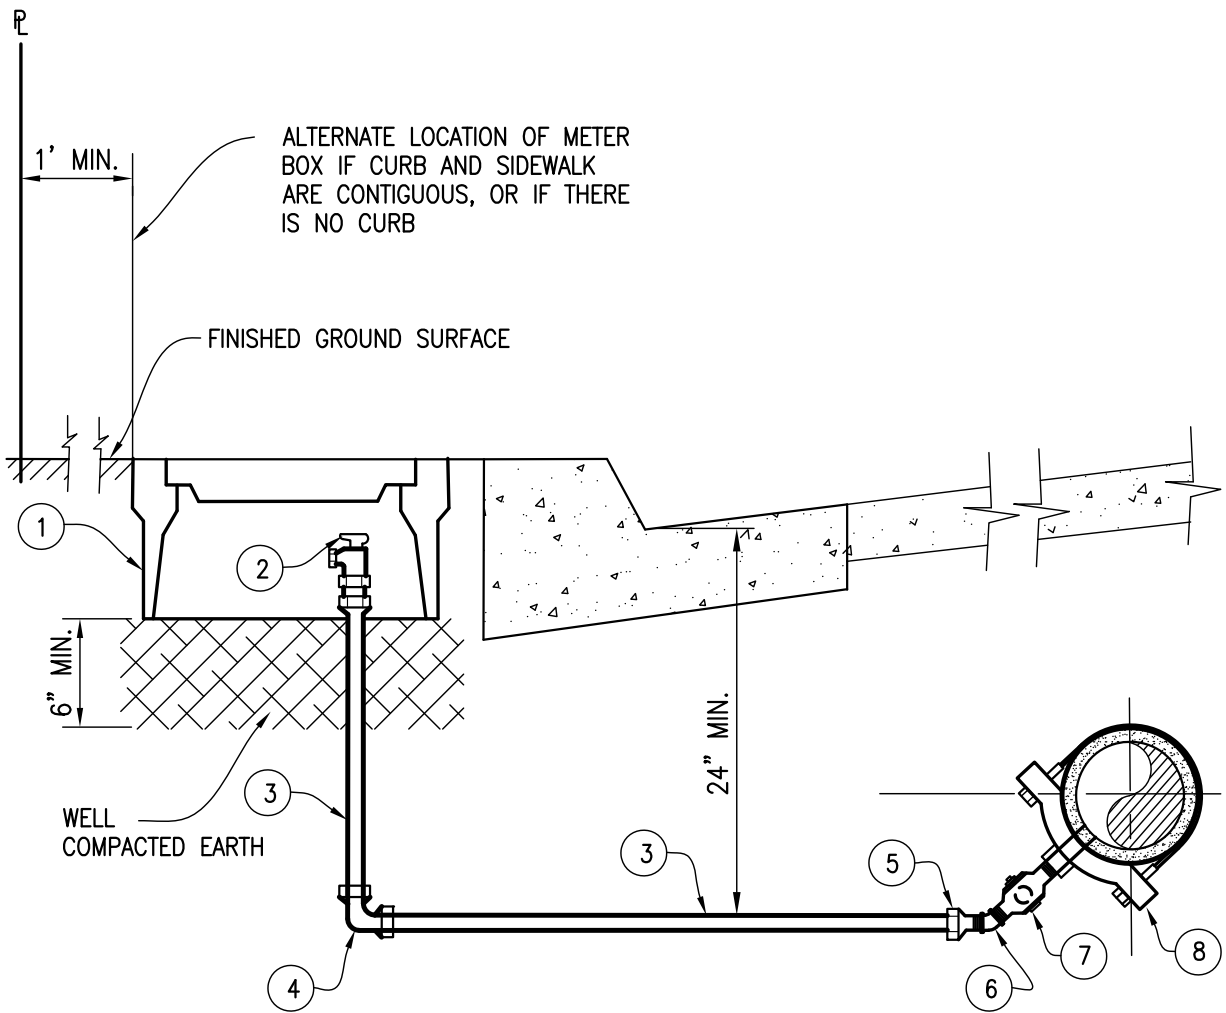 PL
1' MIN.
ALTERNATE LOCATION OF METER
BOX IF CURB AND SIDEWALK
ARE CONTIGUOUS, OR IF THERE
IS NO CURB
FINISHED GROUND SURFACE
1
2
6" MIN.
24" MIN.
3
WELL
COMPACTED EARTH
3
5
4
6
7
8